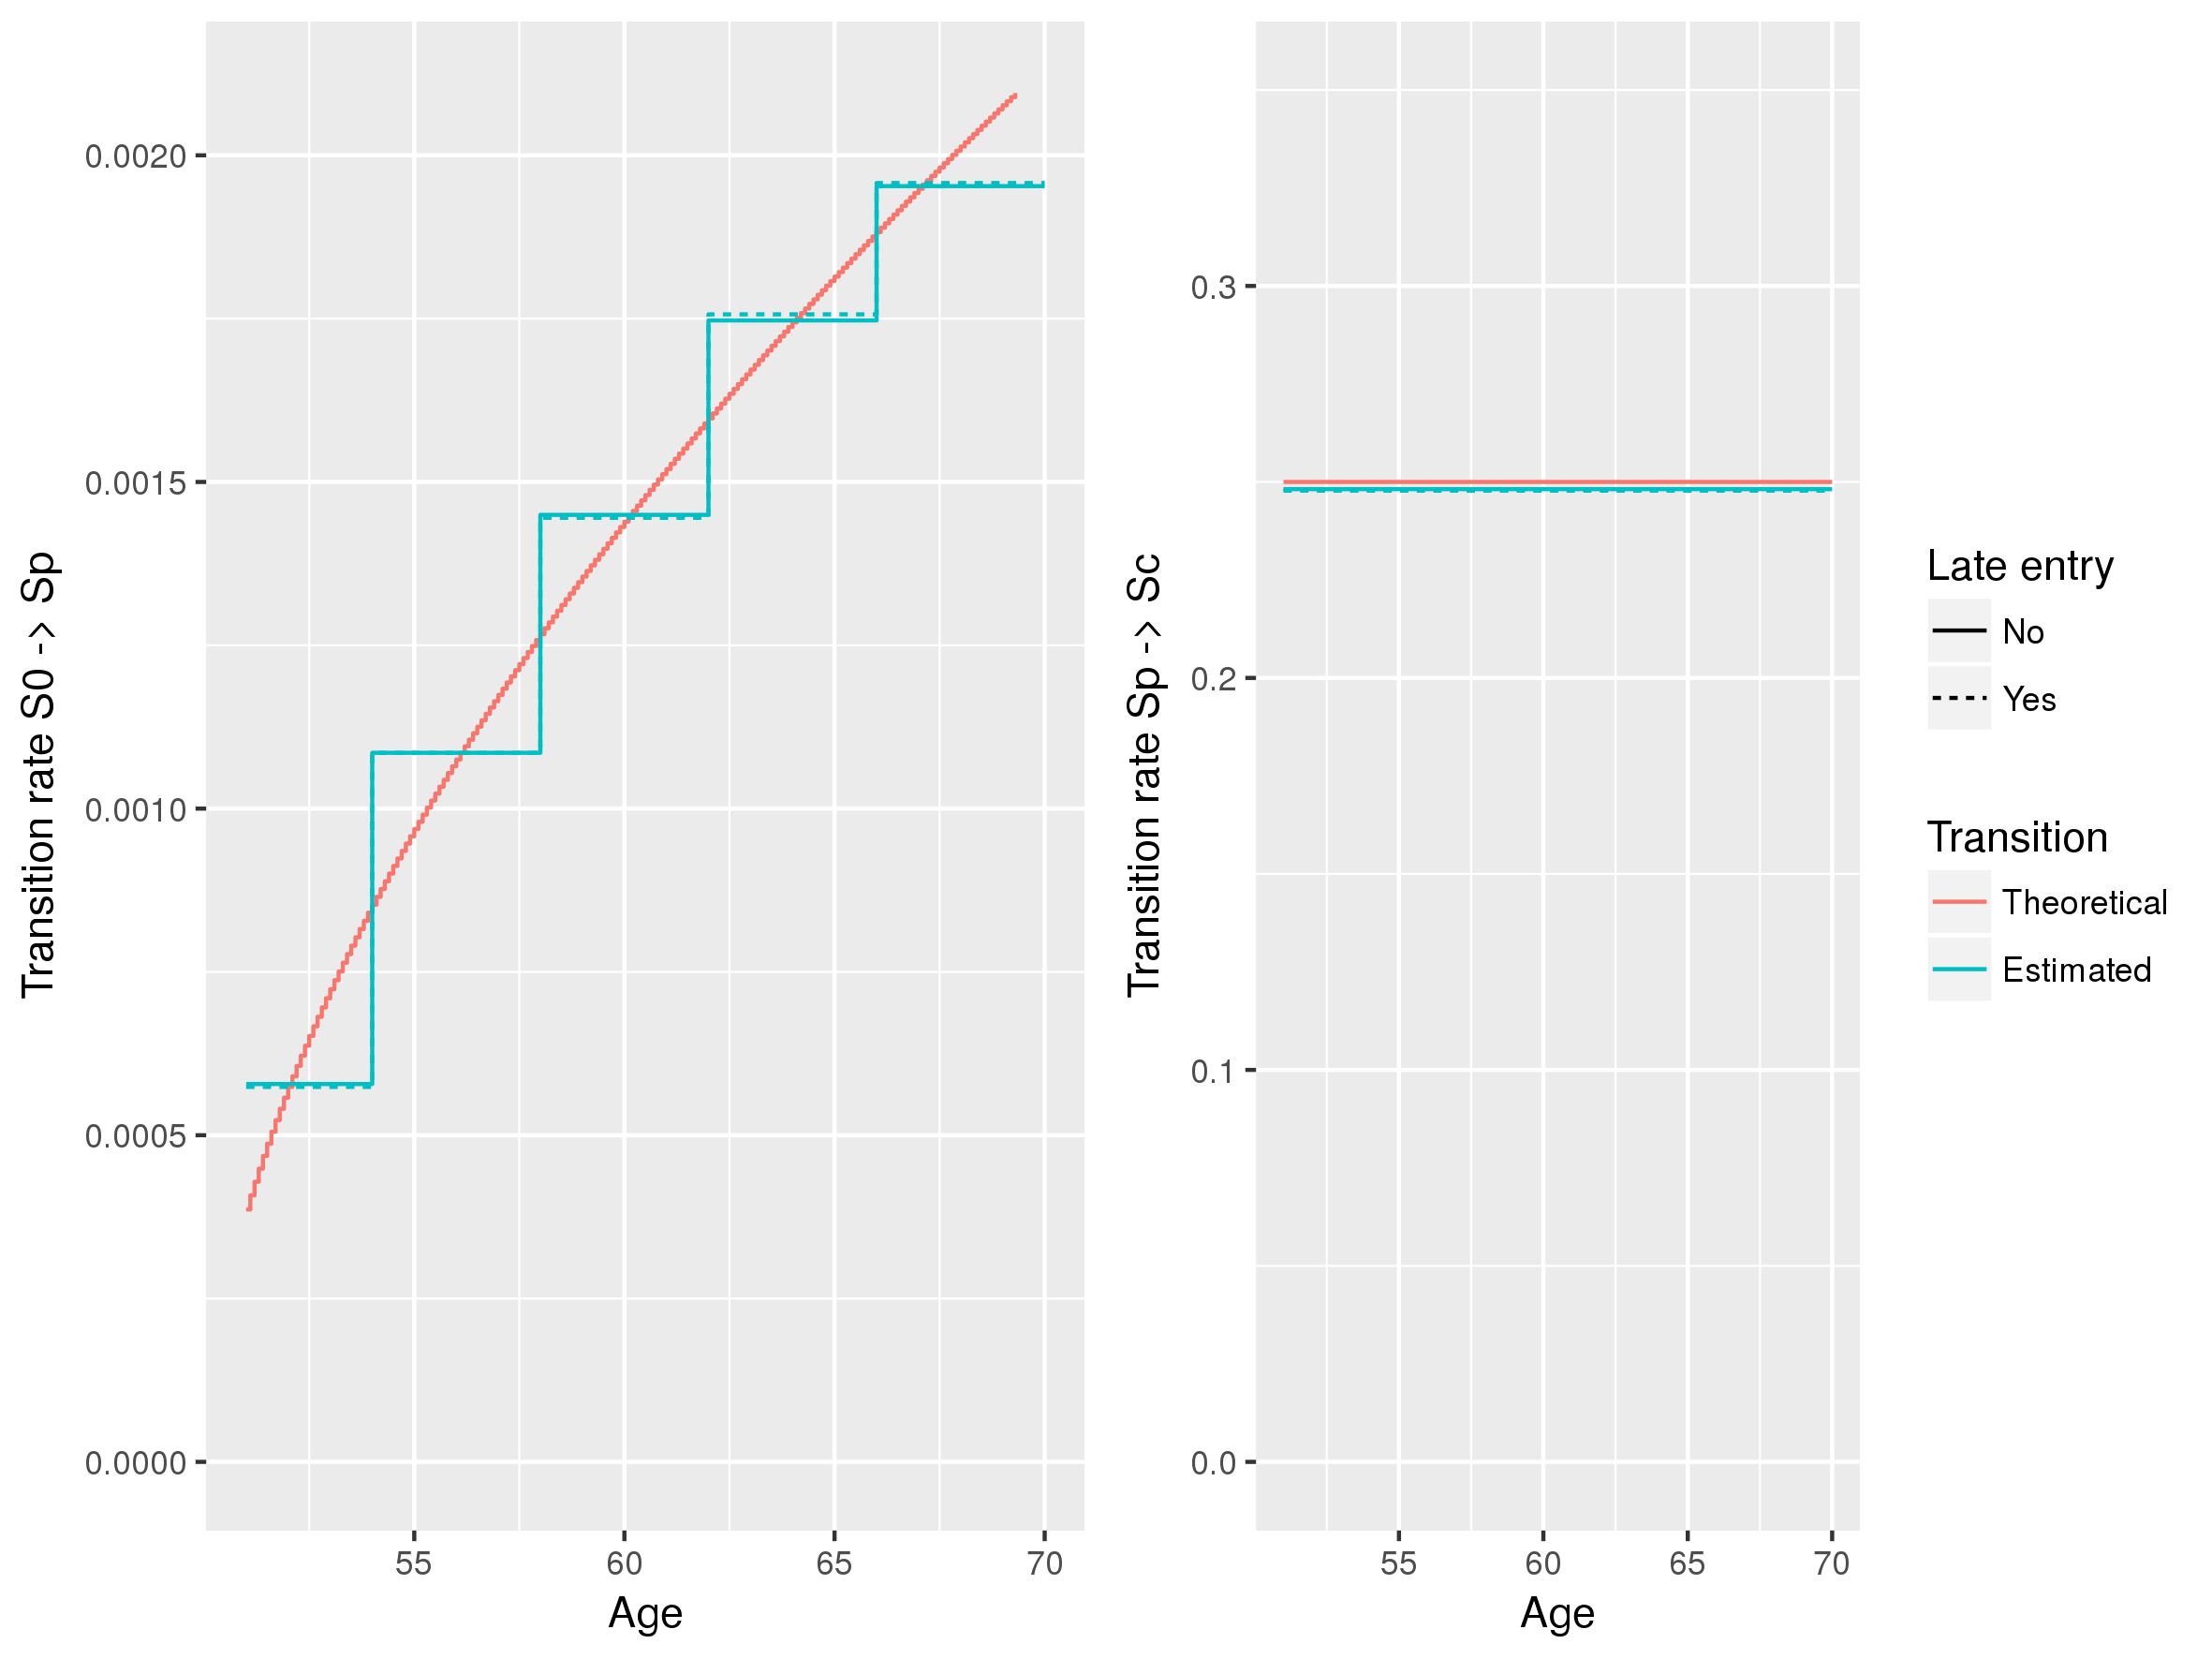 Transition rate S0 -> Sp
0.0020
0.0015
0.0010
0.0005
0.0000
55 60 65 70
Age
Transition rate Sp -> Sc
0.3
0.2
0.1
0.0
55 60 65 70
Age
Late entry
No
Yes
Transition
Theoretical
Estimated